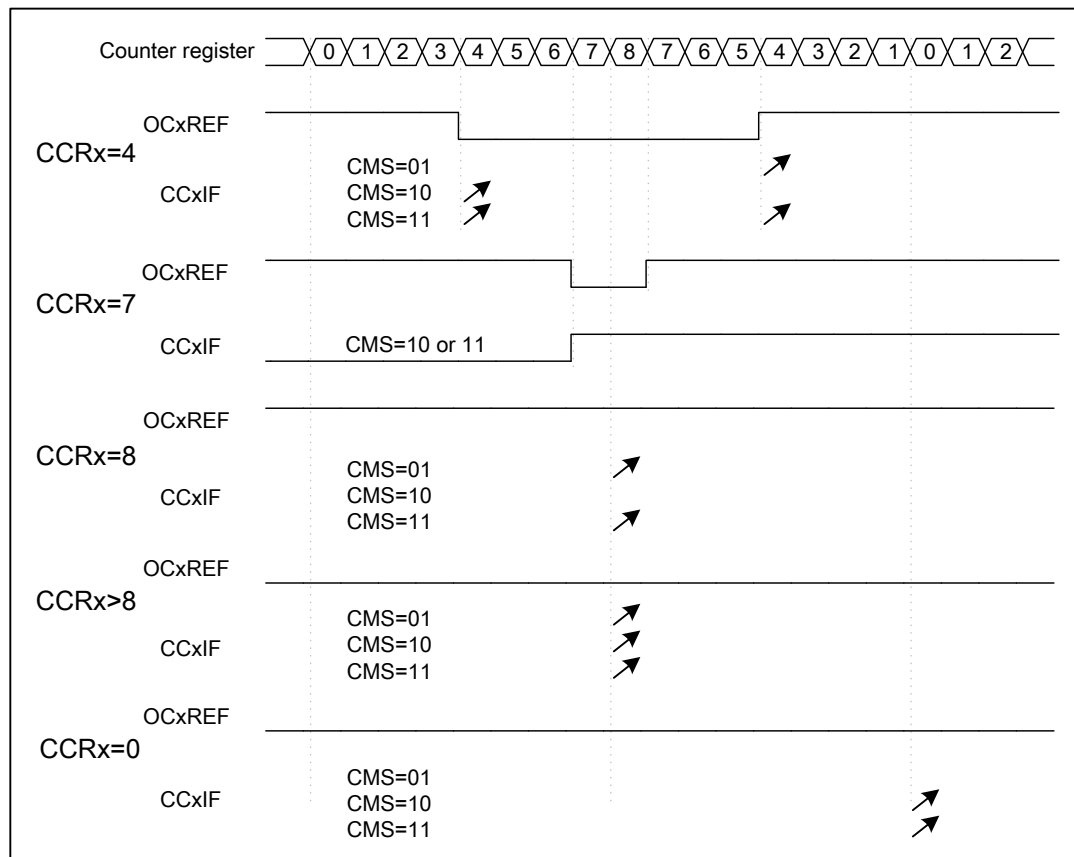 Counter register 0 1 2 3 4 5 6 7 8 7 6 5 4 3 2 1 0 1 2
OCxREF
CCRx=4
CMS=01
CCxIF CMS=10
CMS=11
OCxREF
CCRx=7
CCxIF CMS=10 or 11
OCxREF
CCRx=8
CMS=01
CCxIF CMS=10
CMS=11
OCxREF
CCRx>8
CMS=01
CCxIF CMS=10
CMS=11
OCxREF
CCRx=0
CMS=01
CCxIF CMS=10
CMS=11